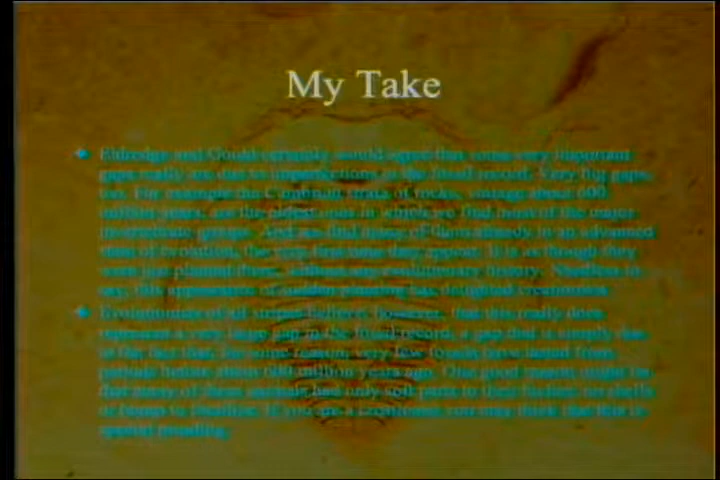 My Take
Eldredge and Gould certainly would agree that some very important
gaps really are due to imperfections in the fossil record. Very big gaps,
too. For example the Cambrian strata of rocks, vintage about 600
million years, are the oldest ones in which we find most of the major
invertebrate groups. And we find many of them already in an advanced
state of evolution, the very first time they appear. It is as though they
were just planted there, without any evolutionary history. Needless to
say, this appearance of sudden planting has delighted creationists.
Evolutionists of all stripes believe, however, that this really does
represent a very large gap in the fossil record, a gap that is simply due
to the fact that, for some reason, very few fossils have lasted from
periods before about 600 million years ago. One good reason might be
that many of these animals had only soft parts to their bodies: no shells
or bones to fossilize. If you are a creationist you may think that this is
special pleading.